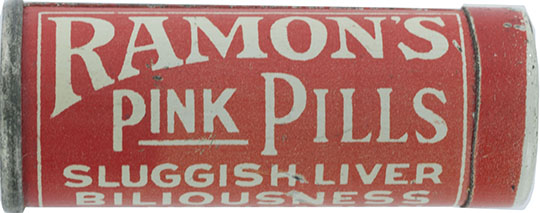 RAMON'S
PINK PILLS
SLUGGISH LIVER
BILIOUSNESS